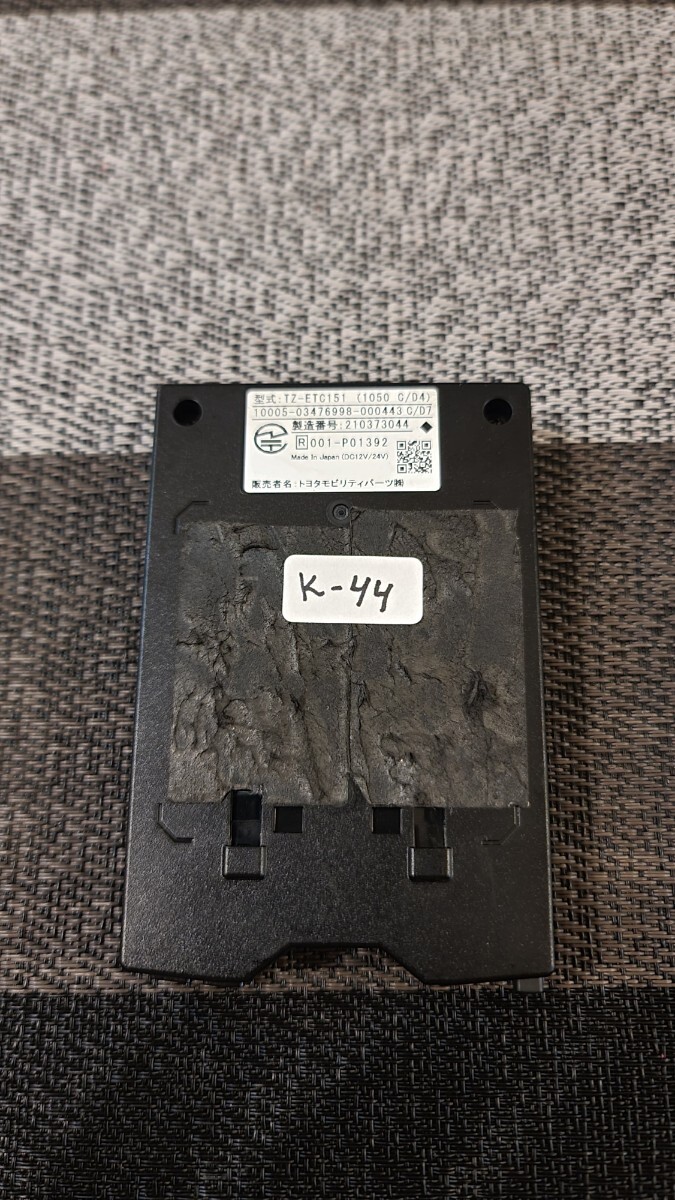 型式:TZ-ETC151 (1050 C/D4)
10005-03476998-000443 C/D7
製造番号:210373044 ◆
R 001-P01392
Made In Japan (DC12V/24V)
販売者名:トヨタモビリティパーツ㈱
K-44